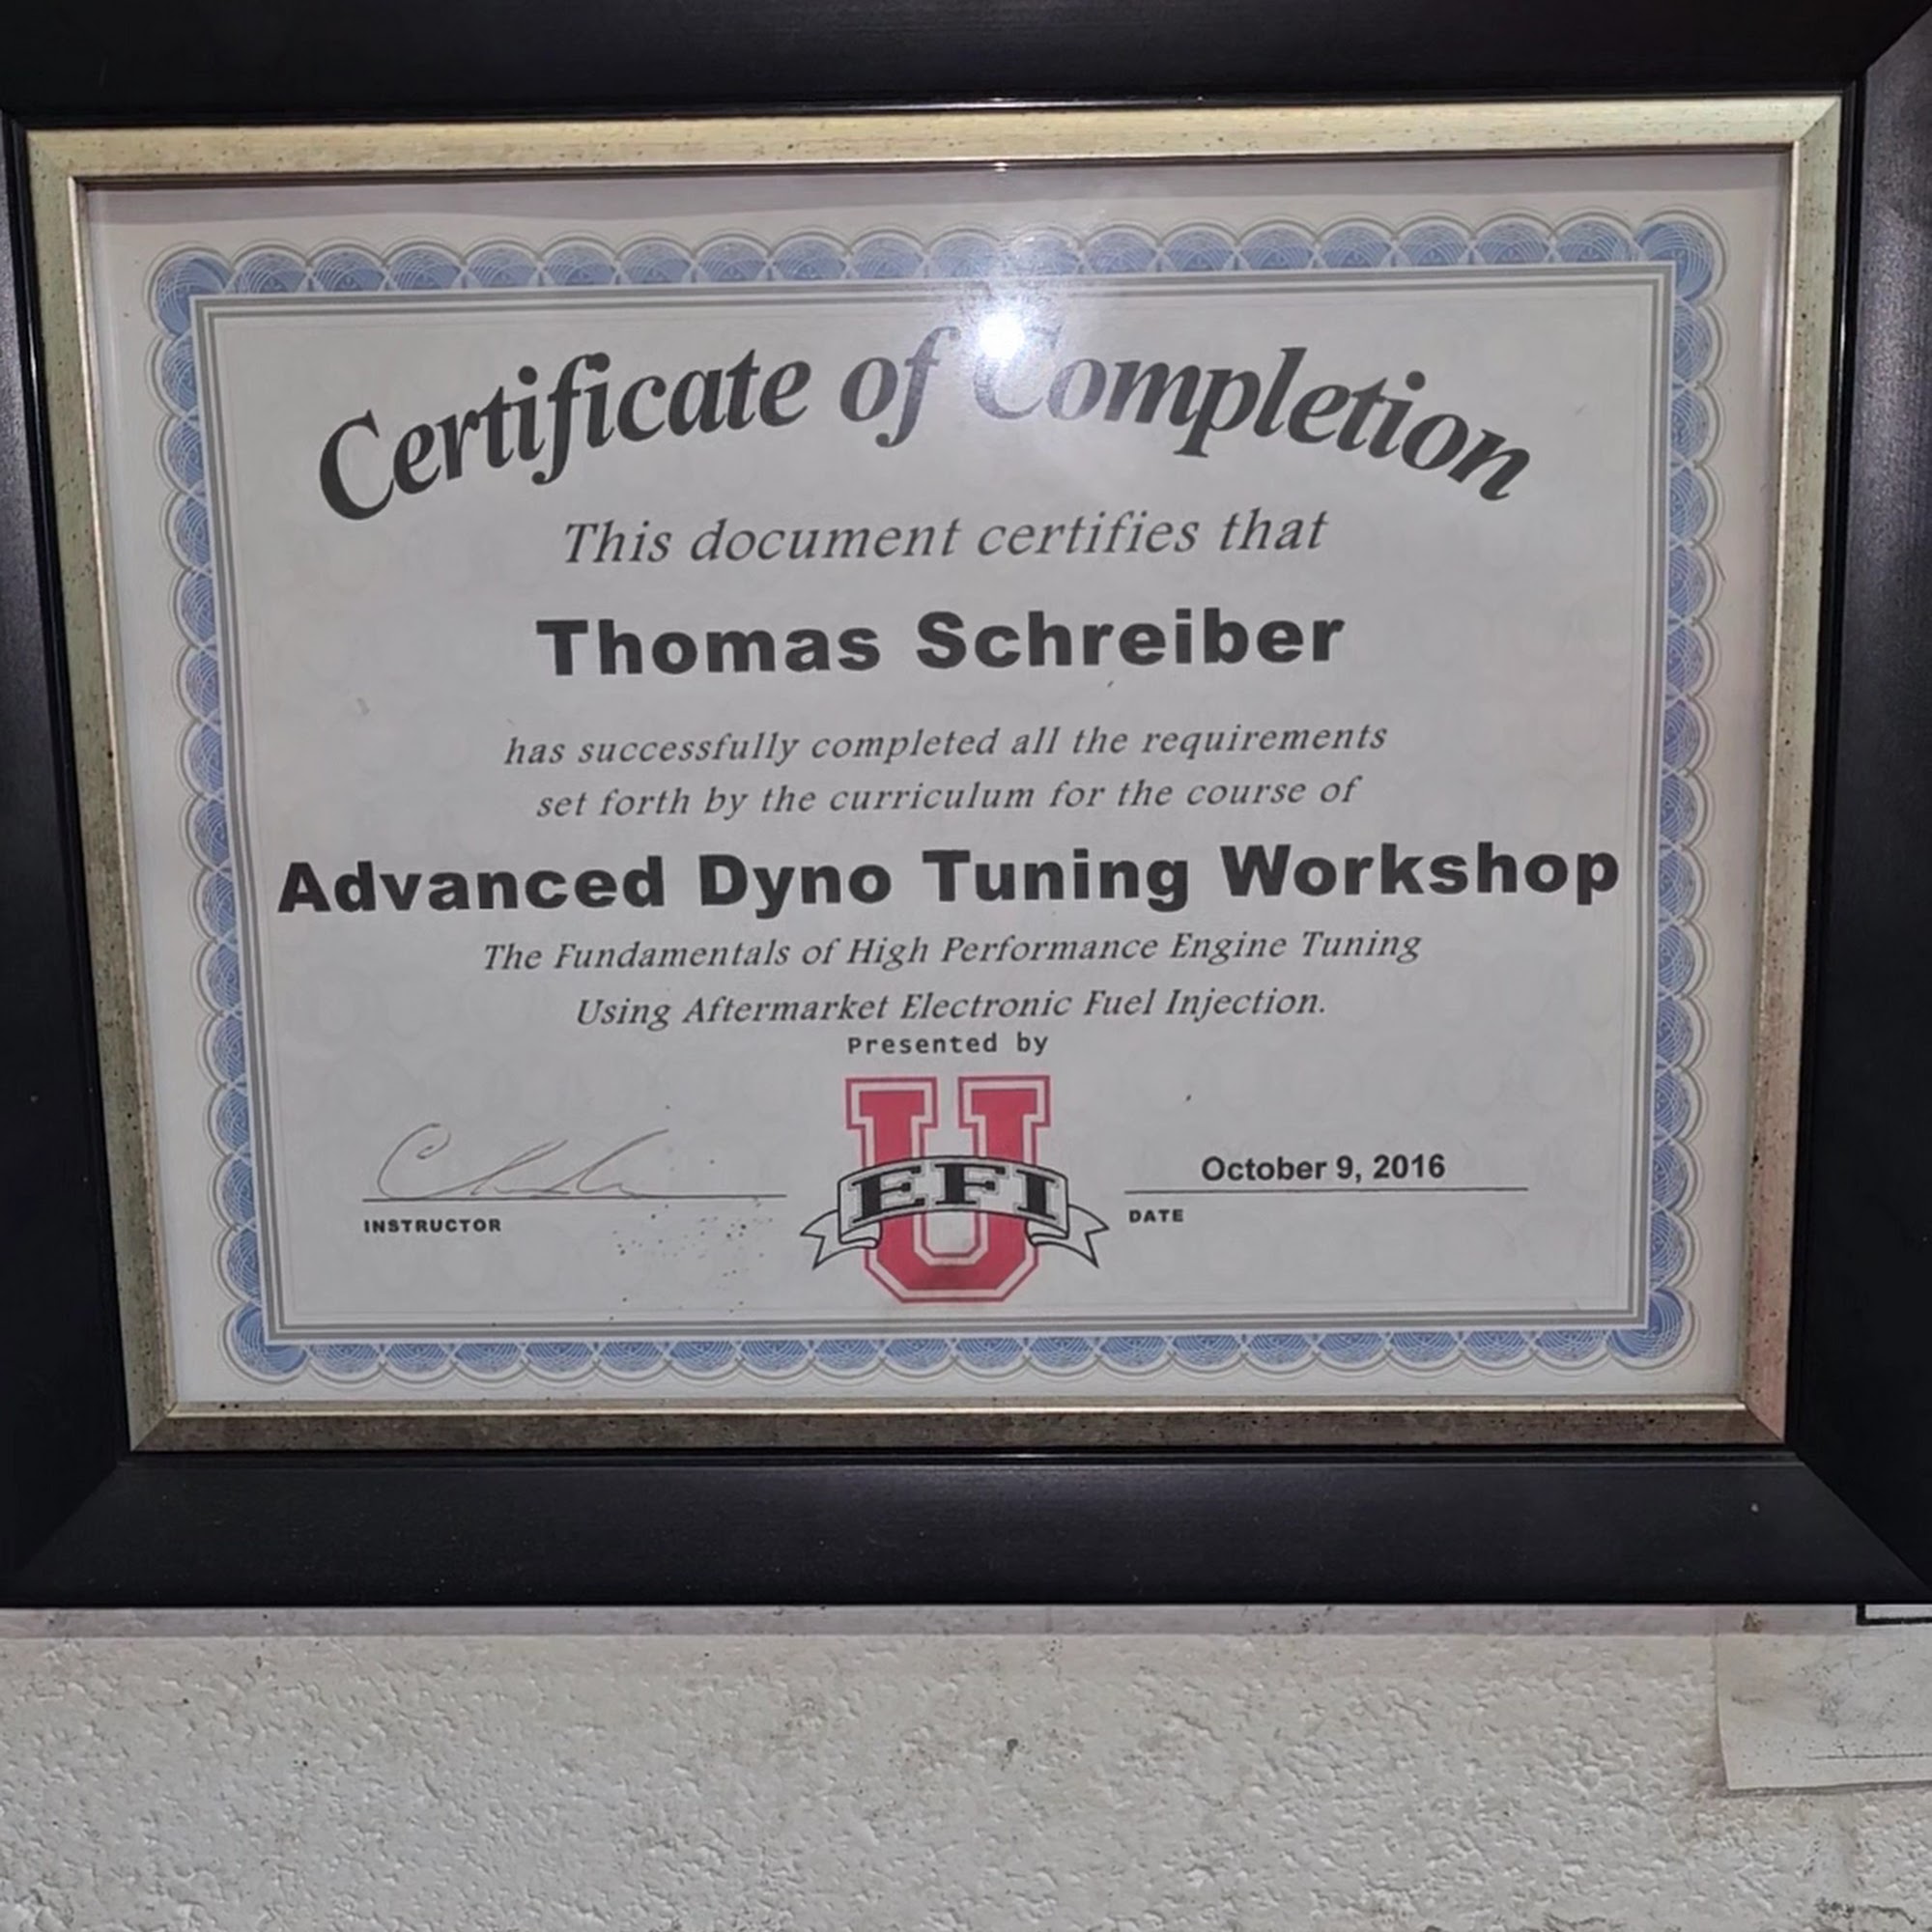 Certificate of Completion
This document certifies that
Thomas Schreiber
has successfully completed all the requirements
set forth by the curriculum for the course of
Advanced Dyno Tuning Workshop
The Fundamentals of High Performance Engine Tuning
Using Aftermarket Electronic Fuel Injection.
Presented by
U
EFI
October 9, 2016
INSTRUCTOR
DATE